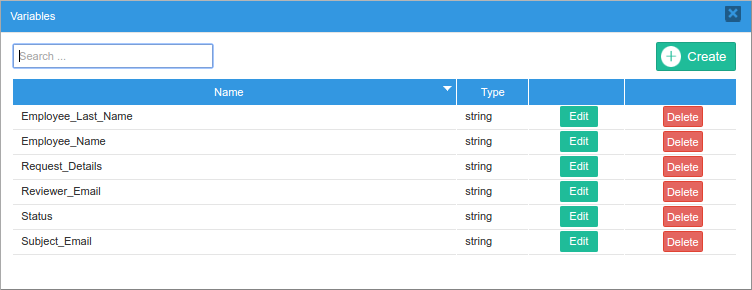 Variables
Search ...
Create
Name Type
Employee_Last_Name string Edit Delete
Employee_Name string Edit Delete
Request_Details string Edit Delete
Reviewer_Email string Edit Delete
Status string Edit Delete
Subject_Email string Edit Delete